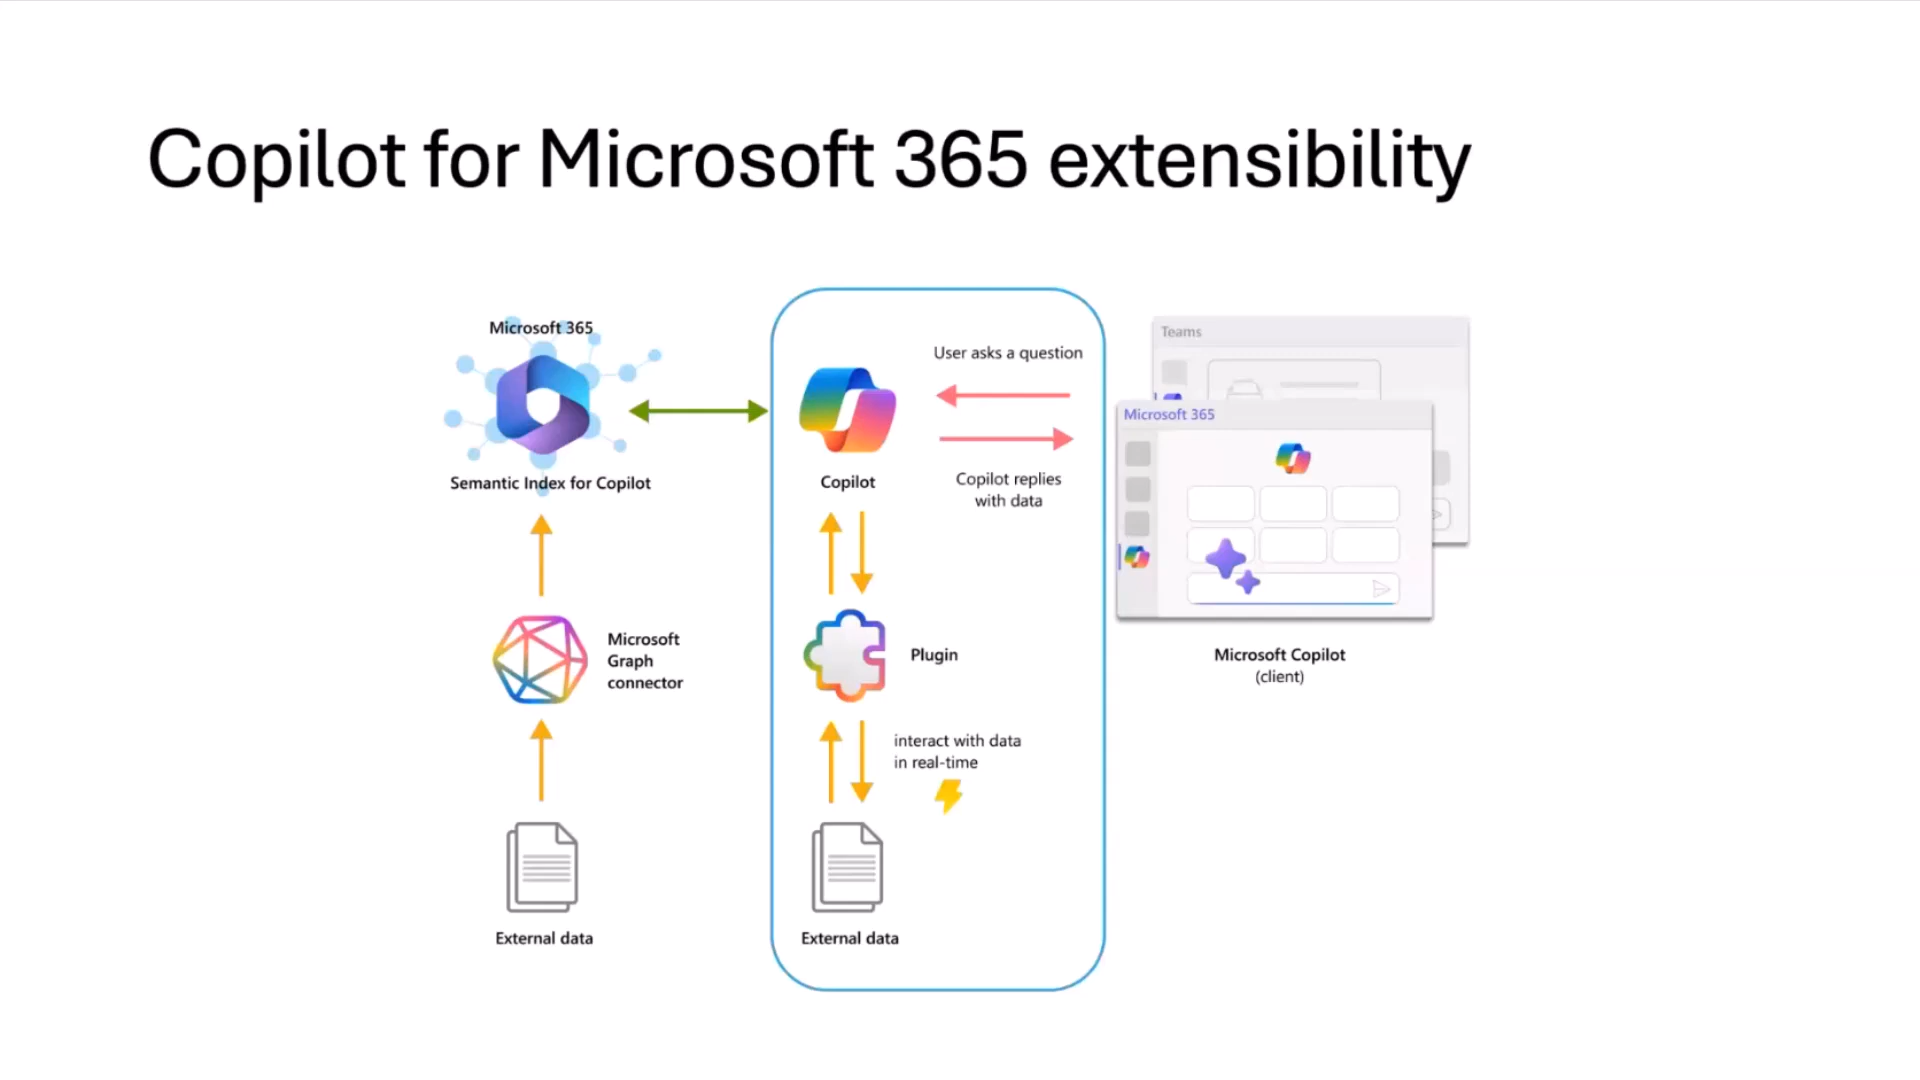 Copilot for Microsoft 365 extensibility
Microsoft 365
Semantic Index for Copilot
Microsoft
Graph
connector
External data
User asks a question
Copilot
Copilot replies
with data
Plugin
interact with data
in real-time
External data
Teams
Microsoft 365
Microsoft Copilot
(client)